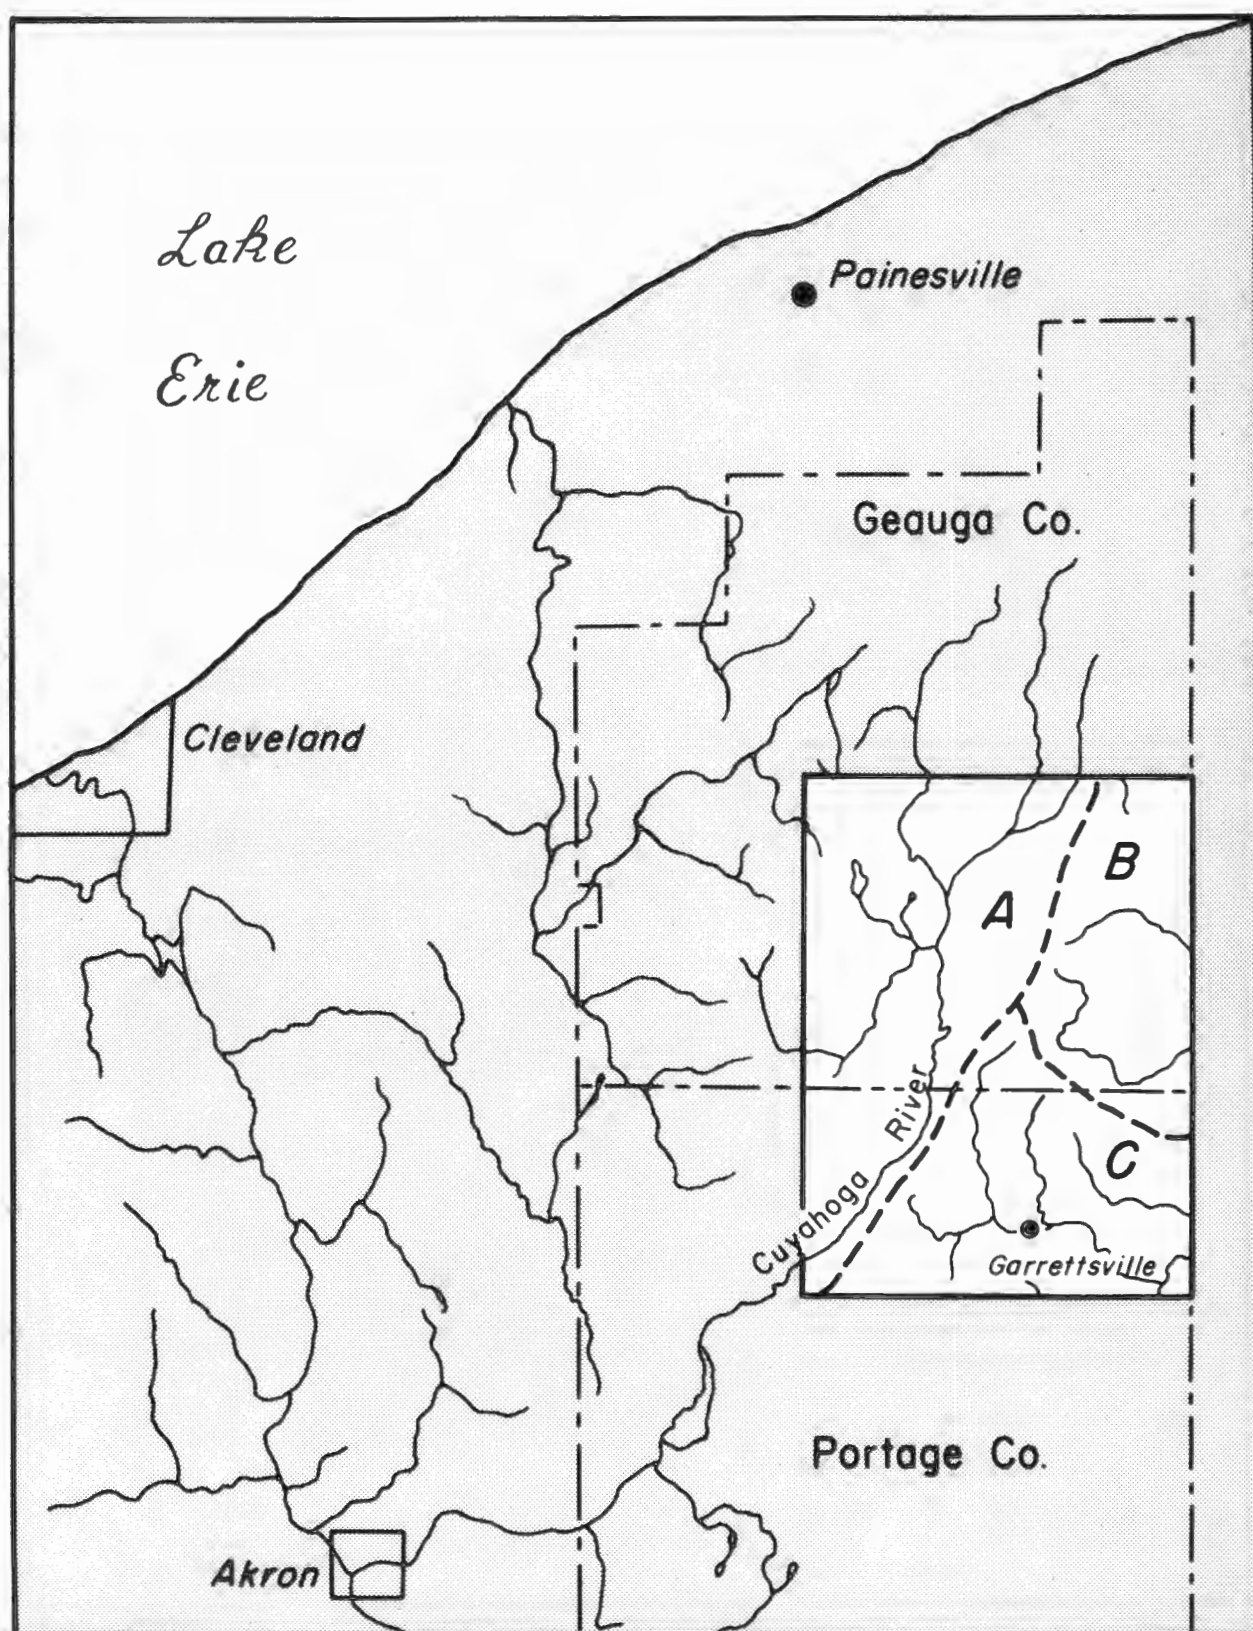 Lake
Erie
Painesville
Geauga Co.
Cleveland
B
A
River
C
Cuyahoga
Garrettsville
Portage Co.
Akron